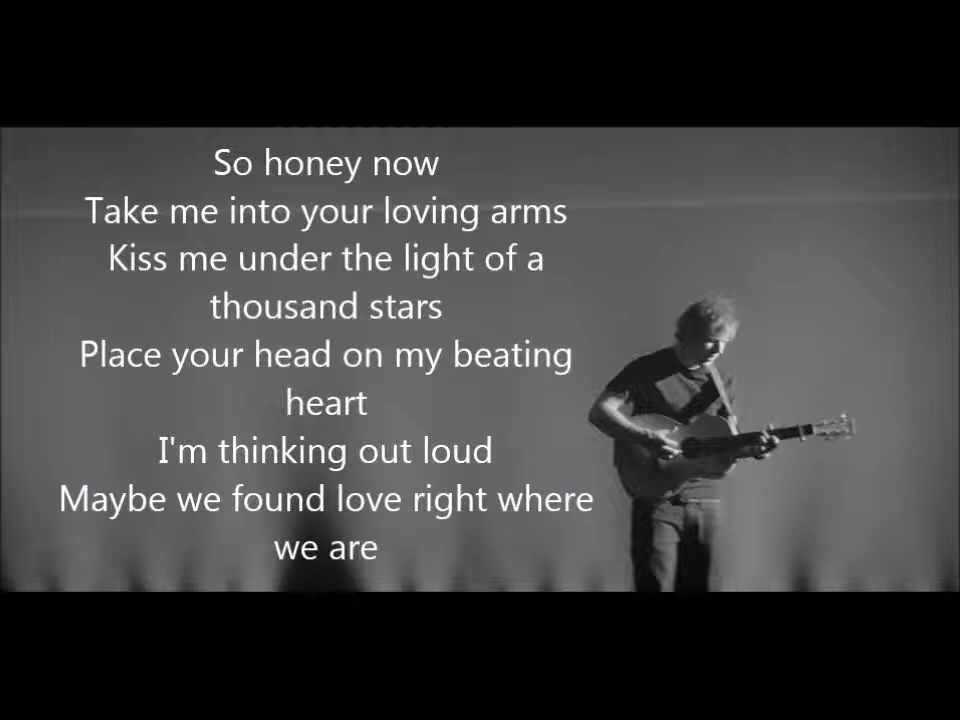 So honey now
Take me into your loving arms
Kiss me under the light of a
thousand stars
Place your head on my beating
heart
I'm thinking out loud
Maybe we found love right where
we are